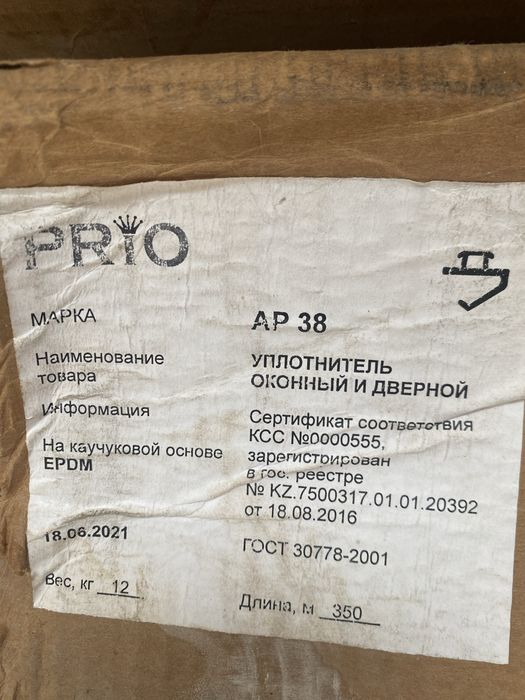 PRIO
МАРКА AP 38
Наименование товара УПЛОТНИТЕЛЬ
ОКОННЫЙ И ДВЕРНОЙ
Информация Сертификат соответствия
КСС №0000555,
На каучуковой основе зарегистрирован
EPDM в гос. реестре
№ KZ.7500317.01.01.20392
от 18.08.2016
18.06.2021
ГОСТ 30778-2001
Вес, кг 12
Длина, м 350